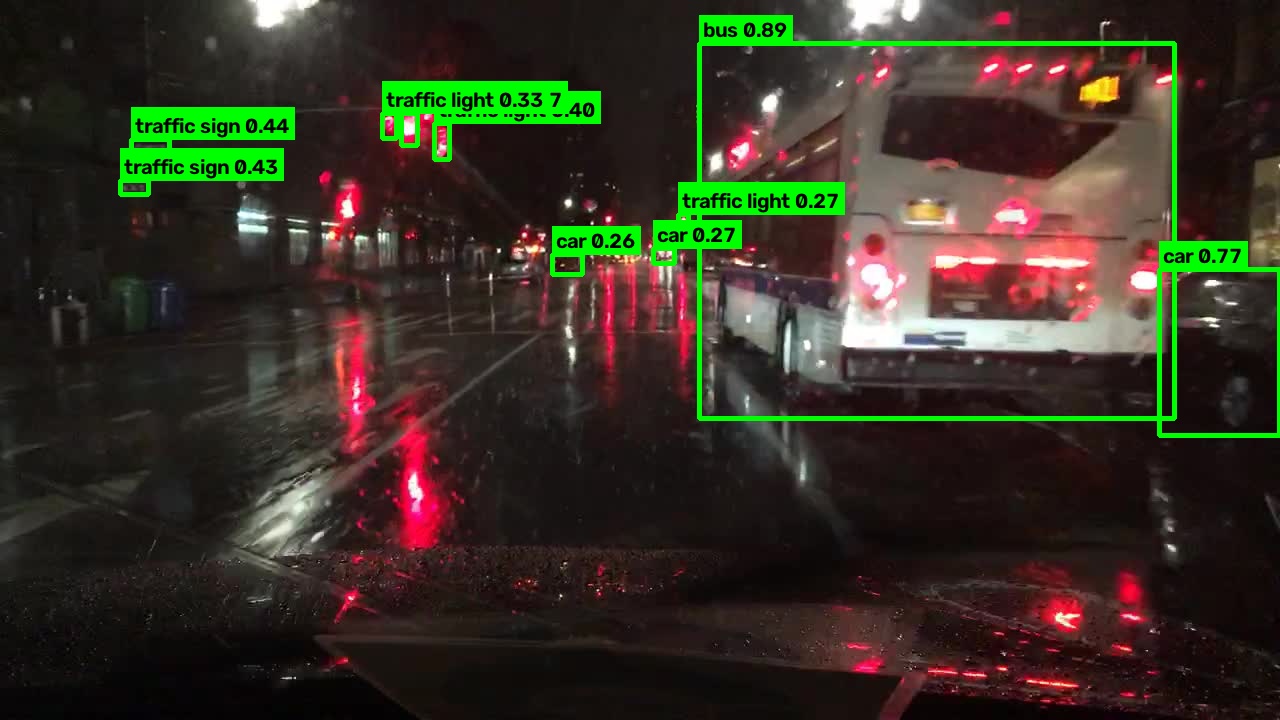 bus 0.89
traffic light 0.33 7
traffic sign 0.44
traffic sign 0.43
traffic light 0.27
car 0.27
car 0.26
car 0.77